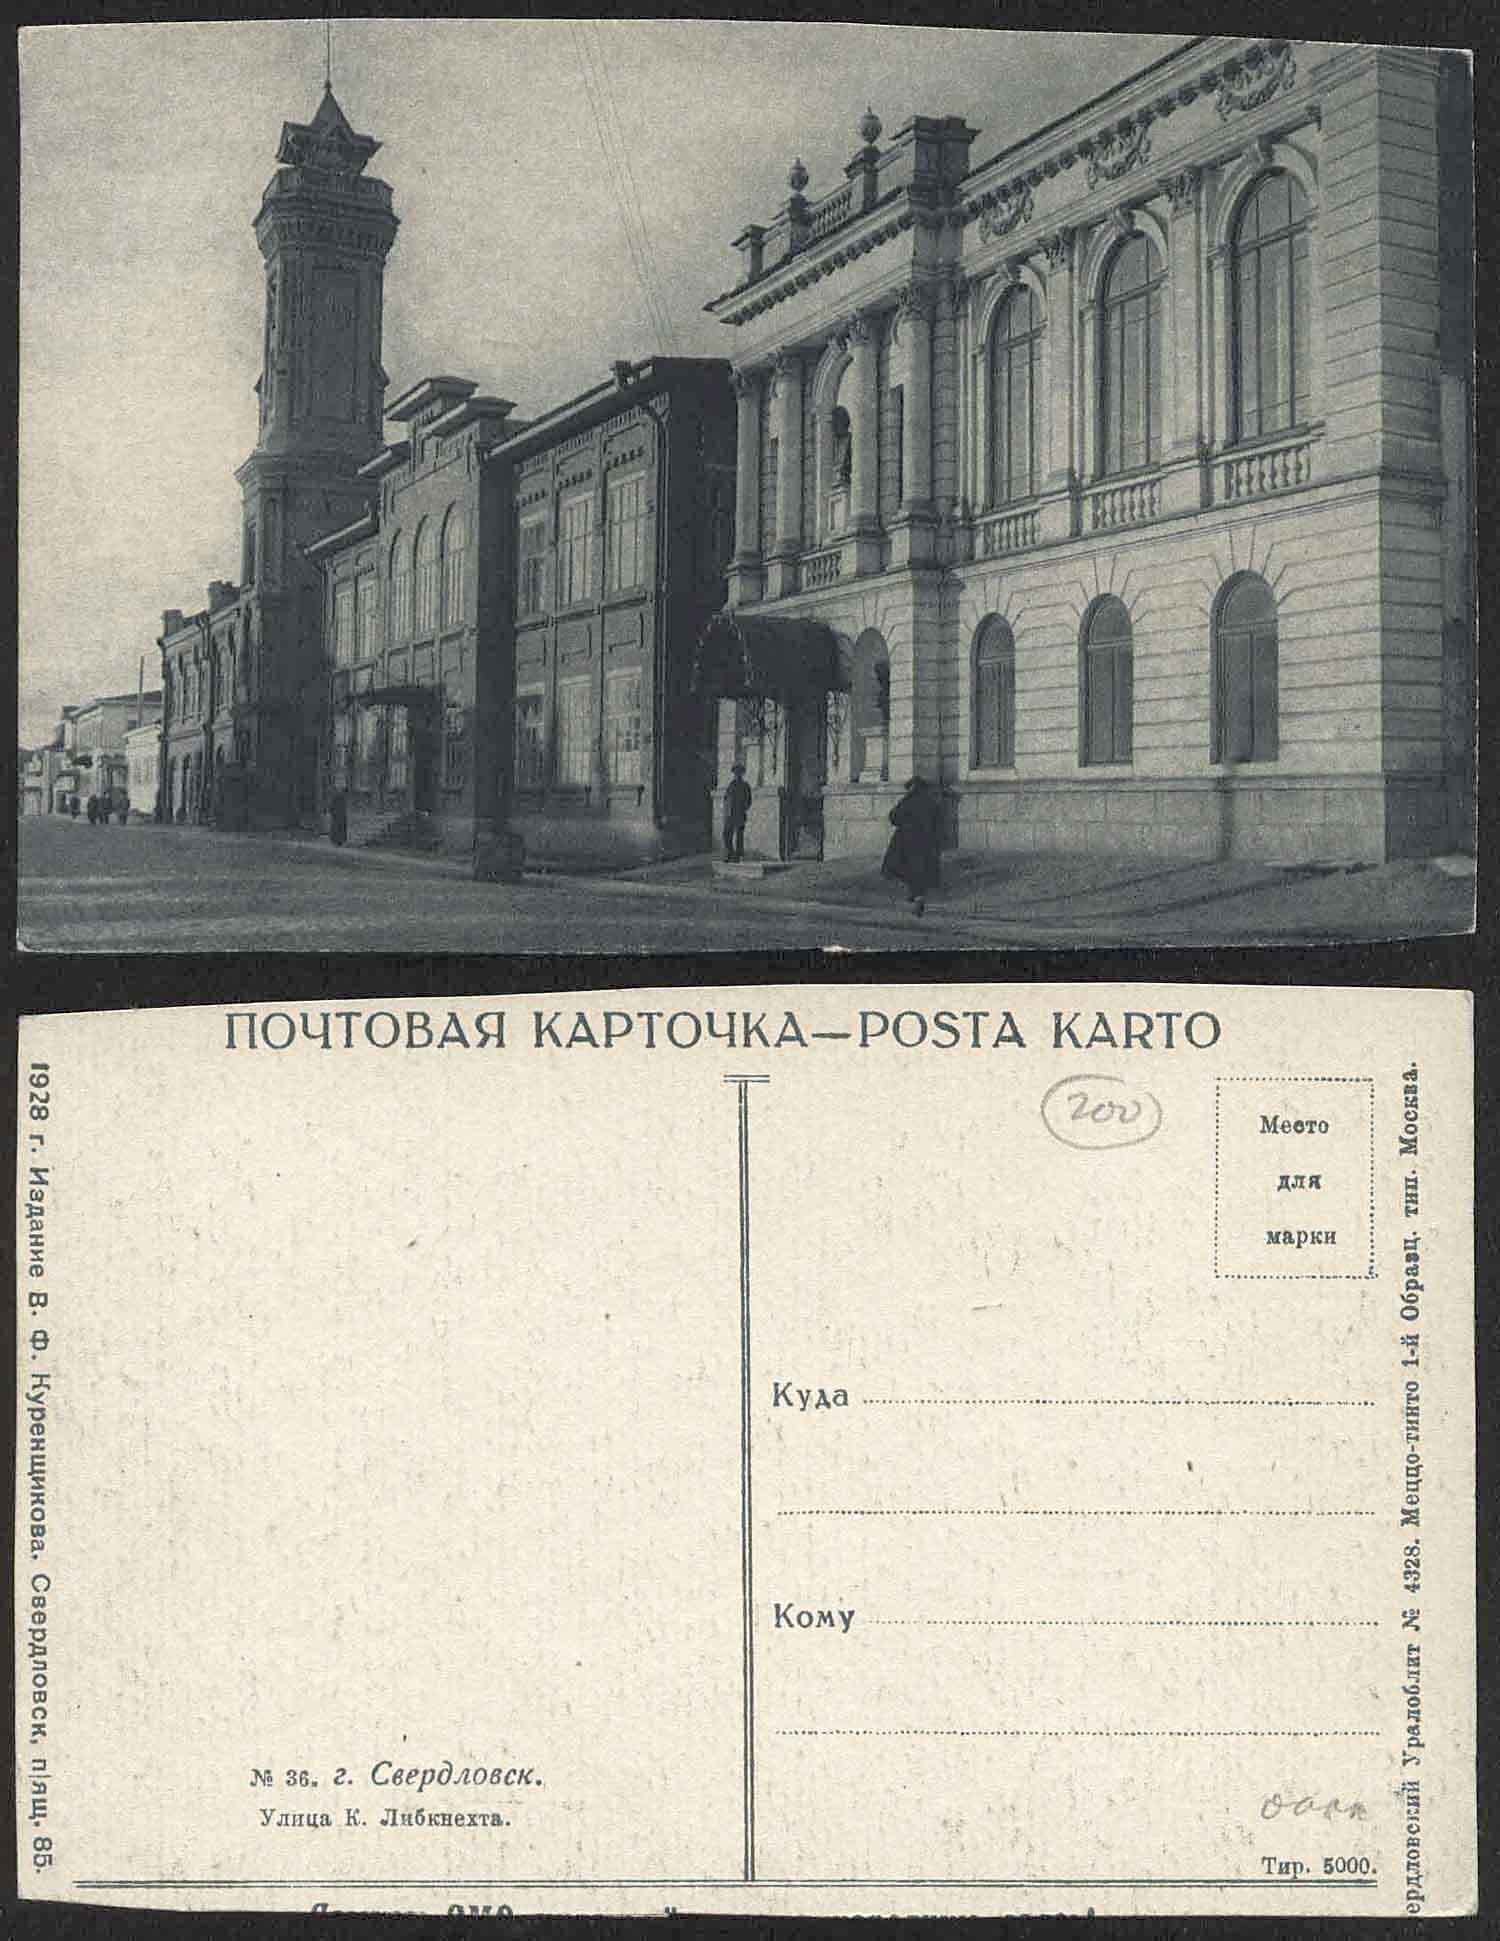 ПОЧТОВАЯ КАРТОЧКА—POSTA KARTO
1928 г. Издание В. Ф. Куренщикова. Свердловск, п|ящ. 85.
200
Место
для
марки
Куда
Кому
№ 36. г. Свердловск.
Улица К. Либкнехта.
Тир. 5000.
ердловский Уралоблит № 4328. Меццо-тинто 1-й Образц. тип. Москва.